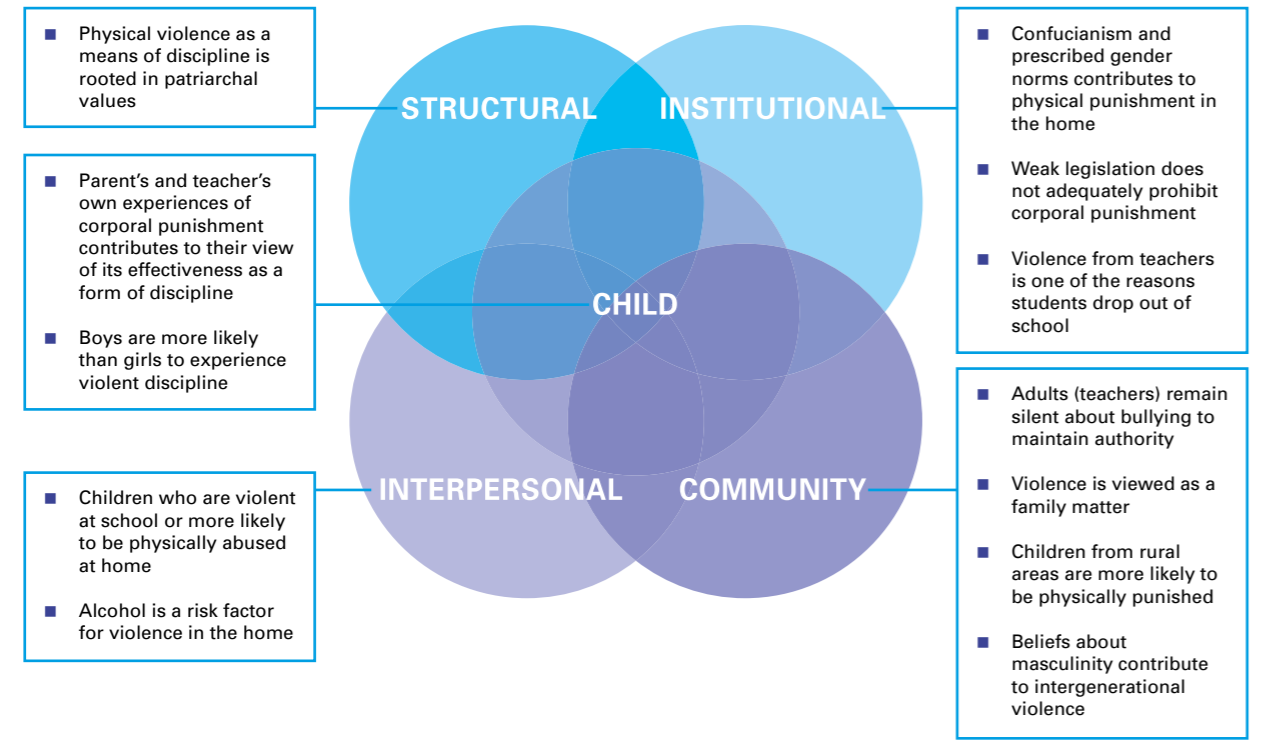 ■ Physical violence as a
means of discipline is
rooted in patriarchal
values
■ Parent's and teacher's
own experiences of
corporal punishment
contributes to their view
of its effectiveness as a
form of discipline
■ Boys are more likely
than girls to experience
violent discipline
■ Children who are violent
at school or more likely
to be physically abused
at home
■ Alcohol is a risk factor
for violence in the home
STRUCTURAL
INSTITUTIONAL
CHILD
INTERPERSONAL
COMMUNITY
■ Confucianism and
prescribed gender
norms contributes to
physical punishment in
the home
■ Weak legislation does
not adequately prohibit
corporal punishment
■ Violence from teachers
is one of the reasons
students drop out of
school
■ Adults (teachers) remain
silent about bullying to
maintain authority
■ Violence is viewed as a
family matter
■ Children from rural
areas are more likely to
be physically punished
■ Beliefs about
masculinity contribute
to intergenerational
violence